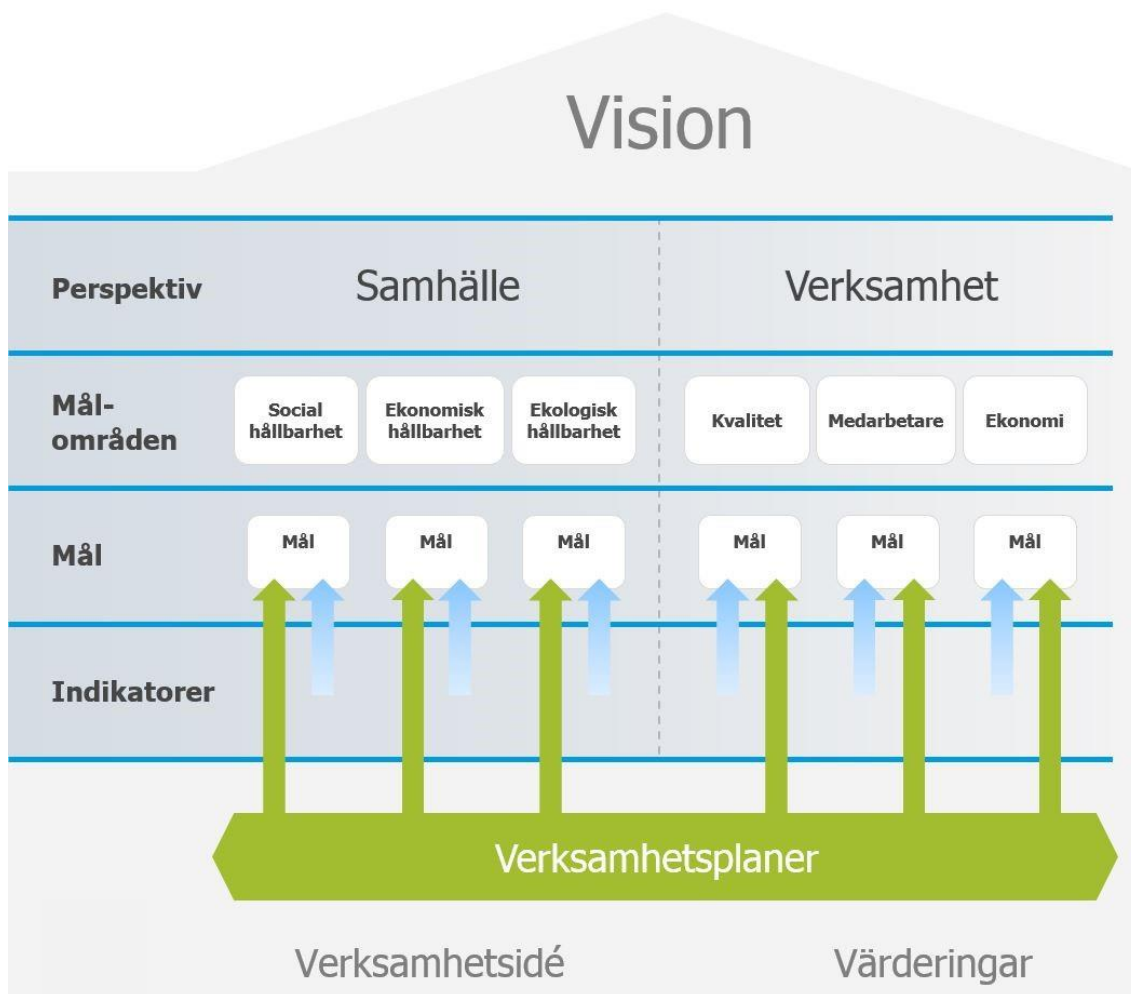 Vision
Perspektiv
Samhälle
Verksamhet
Mål-
områden
Social
hållbarhet
Ekonomisk
hållbarhet
Ekologisk
hållbarhet
Kvalitet
Medarbetare
Ekonomi
Mål
Mål
Mål
Mål
Mål
Mål
Mål
Indikatorer
Verksamhetsplaner
Verksamhetsidé
Värderingar